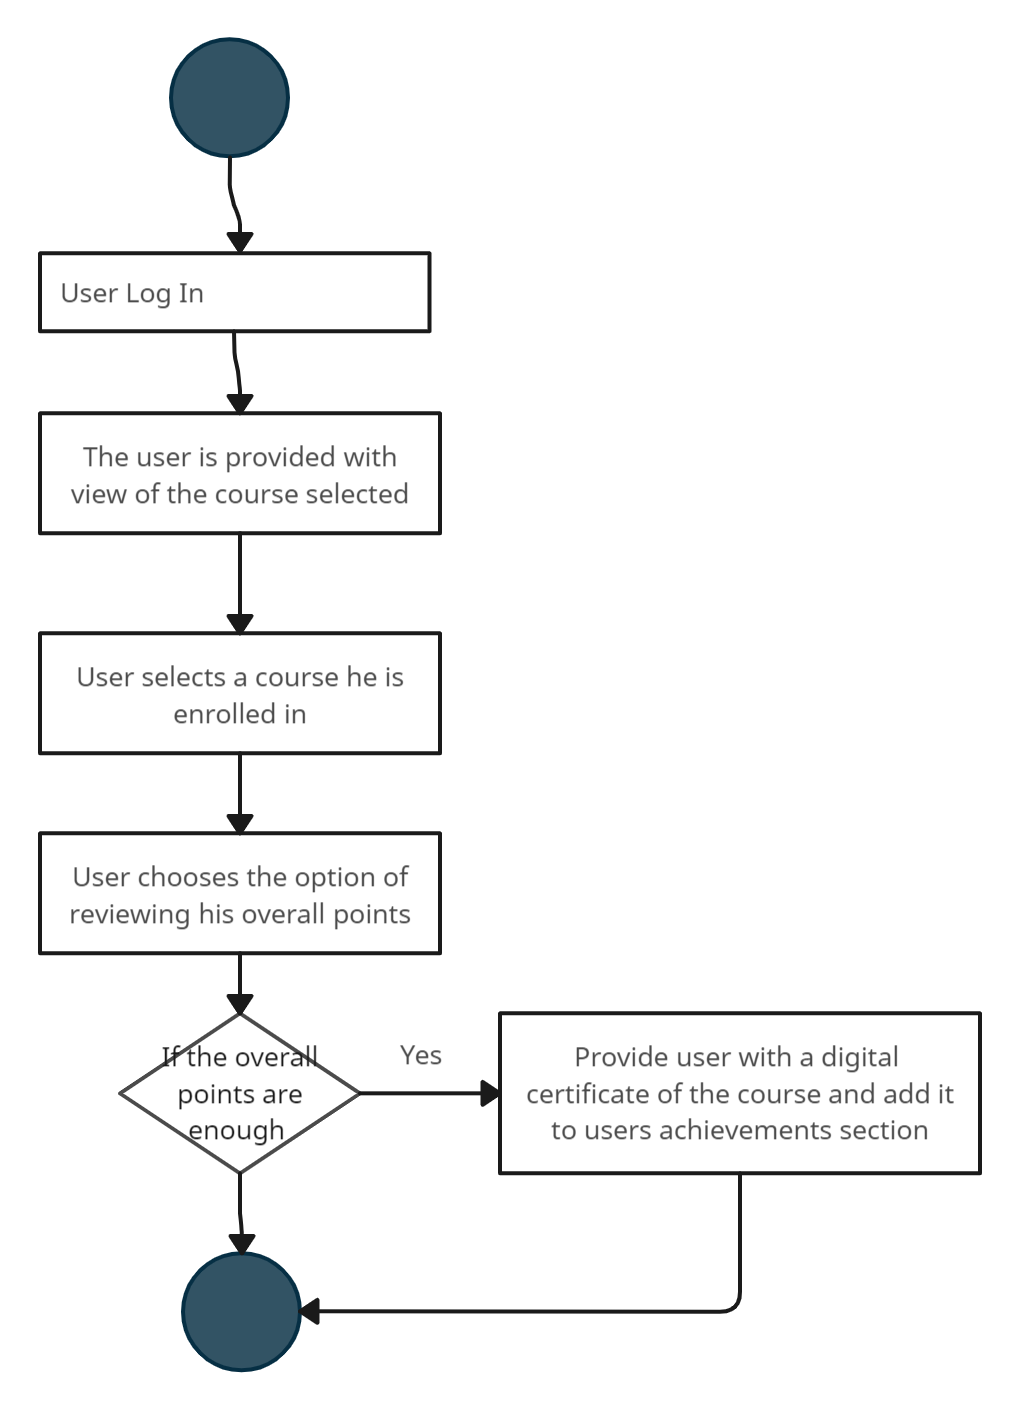 User Log In
The user is provided with
view of the course selected
User selects a course he is
enrolled in
User chooses the option of
reviewing his overall points
If the overall
points are
enough
Yes
Provide user with a digital
certificate of the course and add it
to users achievements section